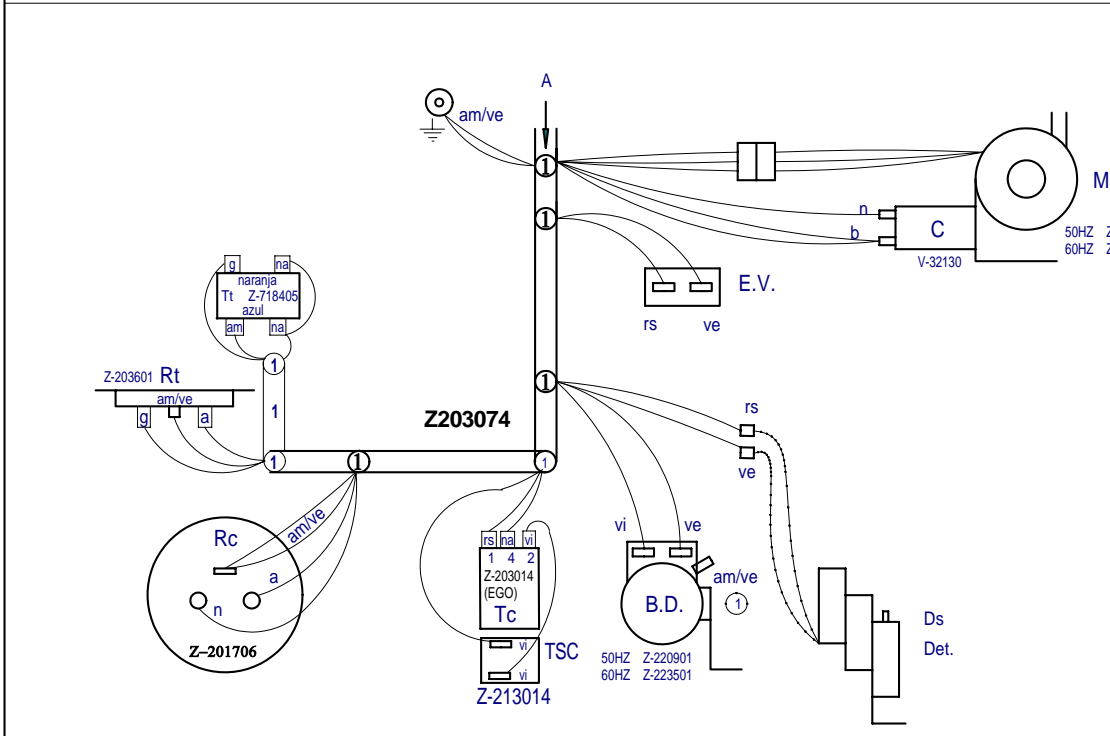 A
am/ve
1
M
n
b
C
V-32130
50HZ Z
60HZ Z
1
E.V.
rs ve
g na
naranja
Tt Z-718405
azul
am na
1
Z-203601 Rt
am/ve
g a
1
1
1
1
Z203074
1
rs
ve
Rc
am/ve
a
n
Z-201706
rs na vi
1 4 2
Z-203014
(EGO)
Tc
vi
vi
TSC
Z-213014
vi ve
am/ve
B.D.
1
50HZ Z-220901
60HZ Z-223501
Ds
Det.